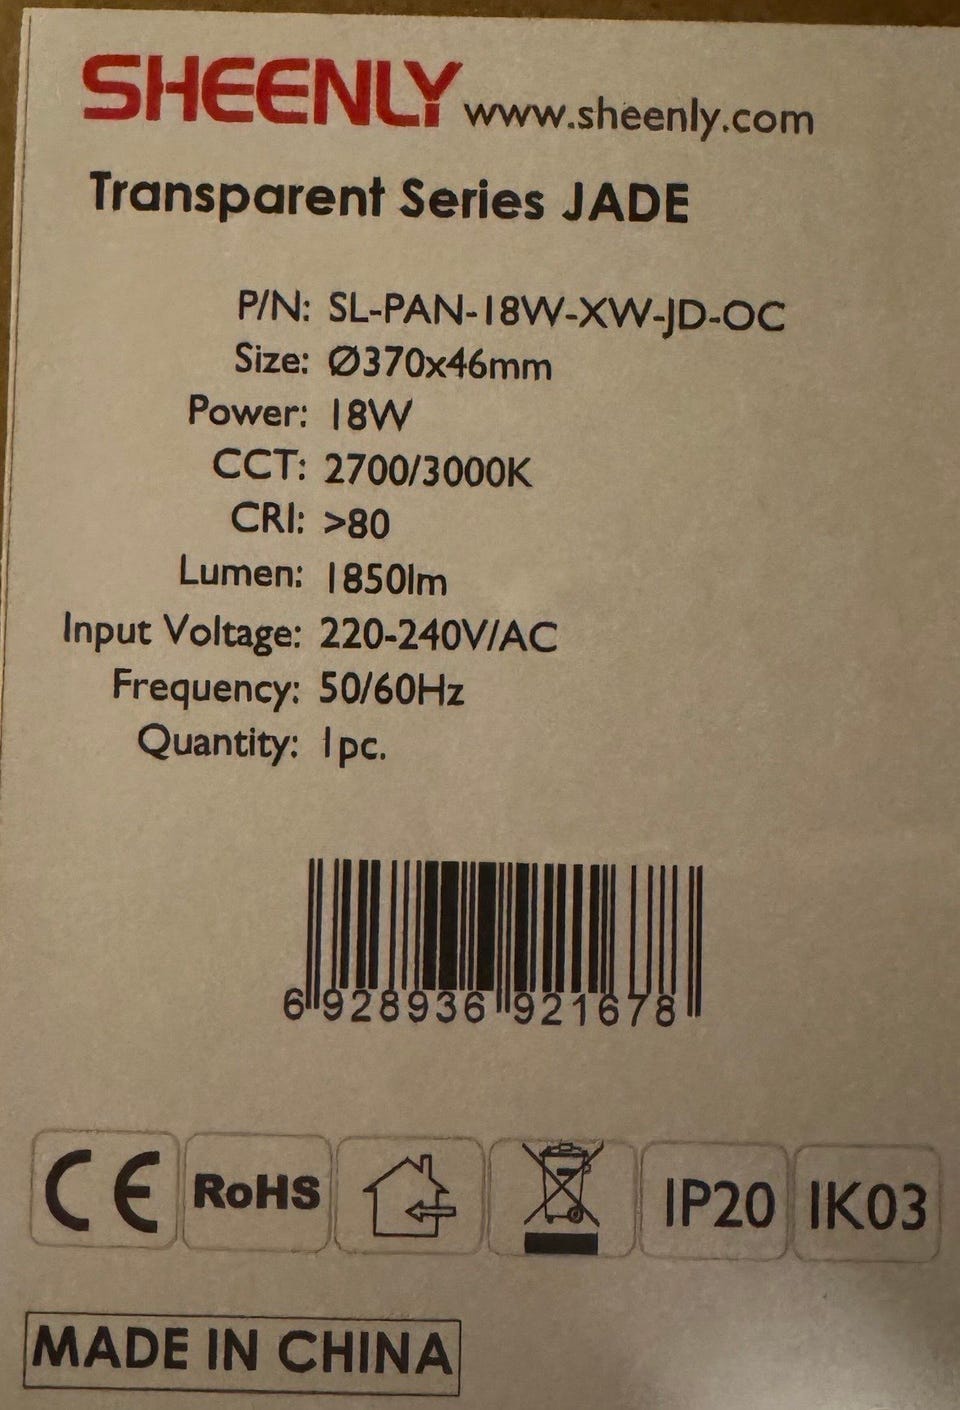 SHEENLY www.sheenly.com
Transparent Series JADE
P/N: SL-PAN-18W-XW-JD-OC
Size: Ø370x46mm
Power: 18W
CCT: 2700/3000K
CRI: >80
Lumen: 1850lm
Input Voltage: 220-240V/AC
Frequency: 50/60Hz
Quantity: 1pc.
6 928936 921678
CE RoHS IP20 IK03
MADE IN CHINA